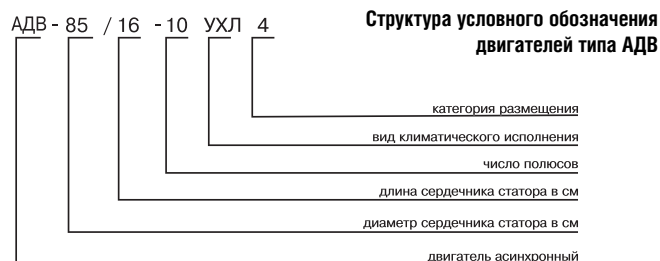 АДВ - 85 / 16 - 10 УХЛ 4
Структура условного обозначения
двигателей типа АДВ
категория размещения
вид климатического исполнения
число полюсов
длина сердечника статора в см
диаметр сердечника статора в см
двигатель асинхронный